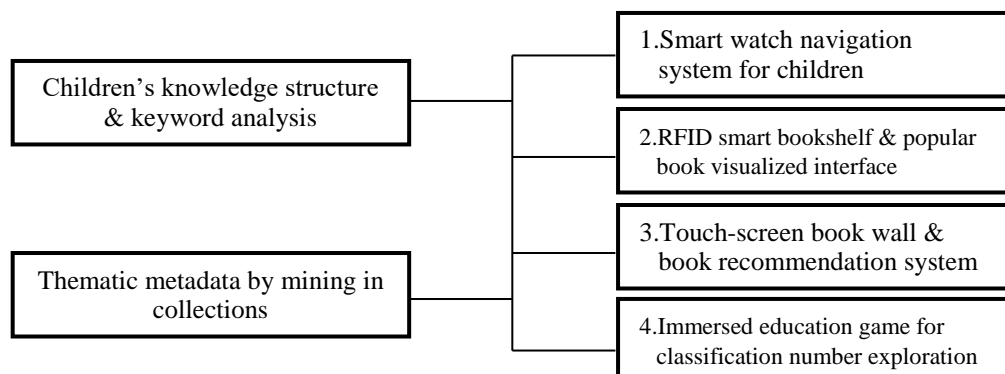 Children’s knowledge structure
& keyword analysis
Thematic metadata by mining in
collections
1.Smart watch navigation
system for children
2.RFID smart bookshelf & popular
book visualized interface
3.Touch-screen book wall &
book recommendation system
4.Immersed education game for
classification number exploration